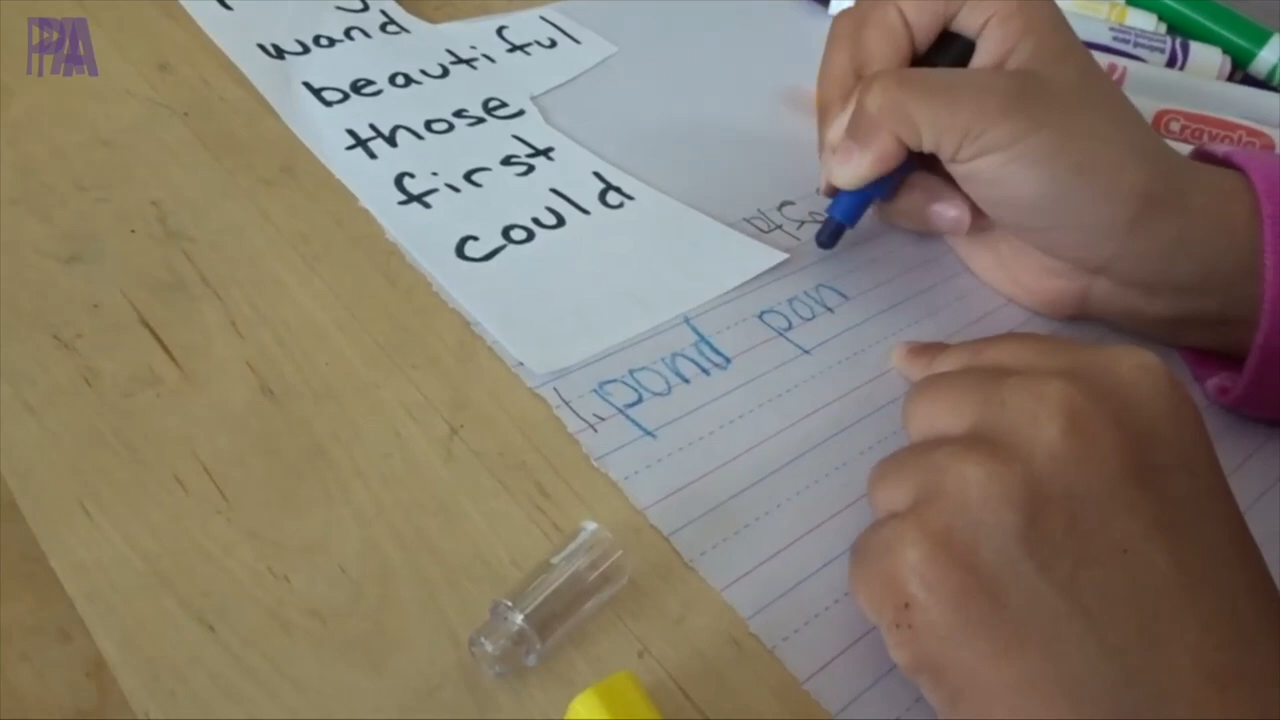 PPA
wand
beautiful
those
first
could
1. pond pon
Crayola